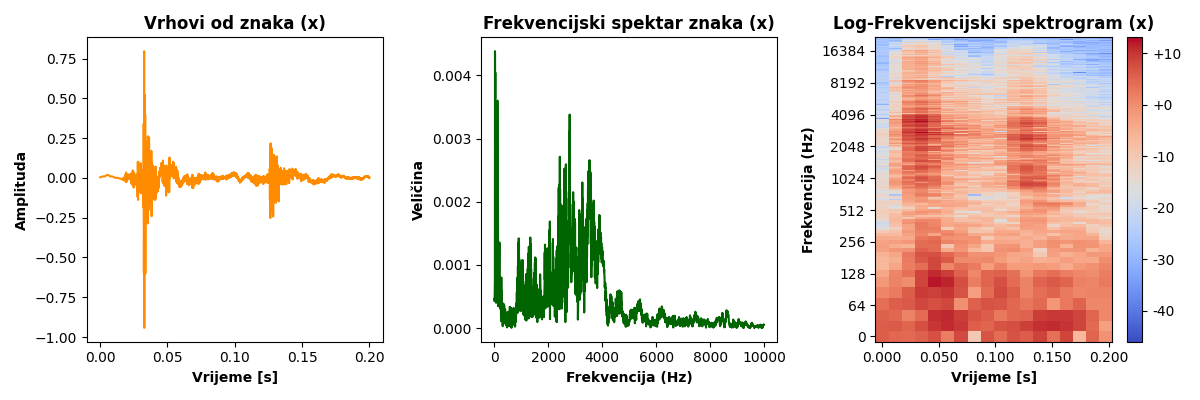 Vrhovi od znaka (x)
Amplituda
0.75
0.50
0.25
0.00
−0.25
−0.50
−0.75
−1.00
0.00 0.05 0.10 0.15 0.20
Vrijeme [s]
Frekvencijski spektar znaka (x)
Veličina
0.004
0.003
0.002
0.001
0.000
0 2000 4000 6000 8000 10000
Frekvencija (Hz)
Log-Frekvencijski spektrogram (x)
Frekvencija (Hz)
16384
8192
4096
2048
1024
512
256
128
64
0
0.000 0.050 0.100 0.150 0.200
Vrijeme [s]
+10
+0
-10
-20
-30
-40